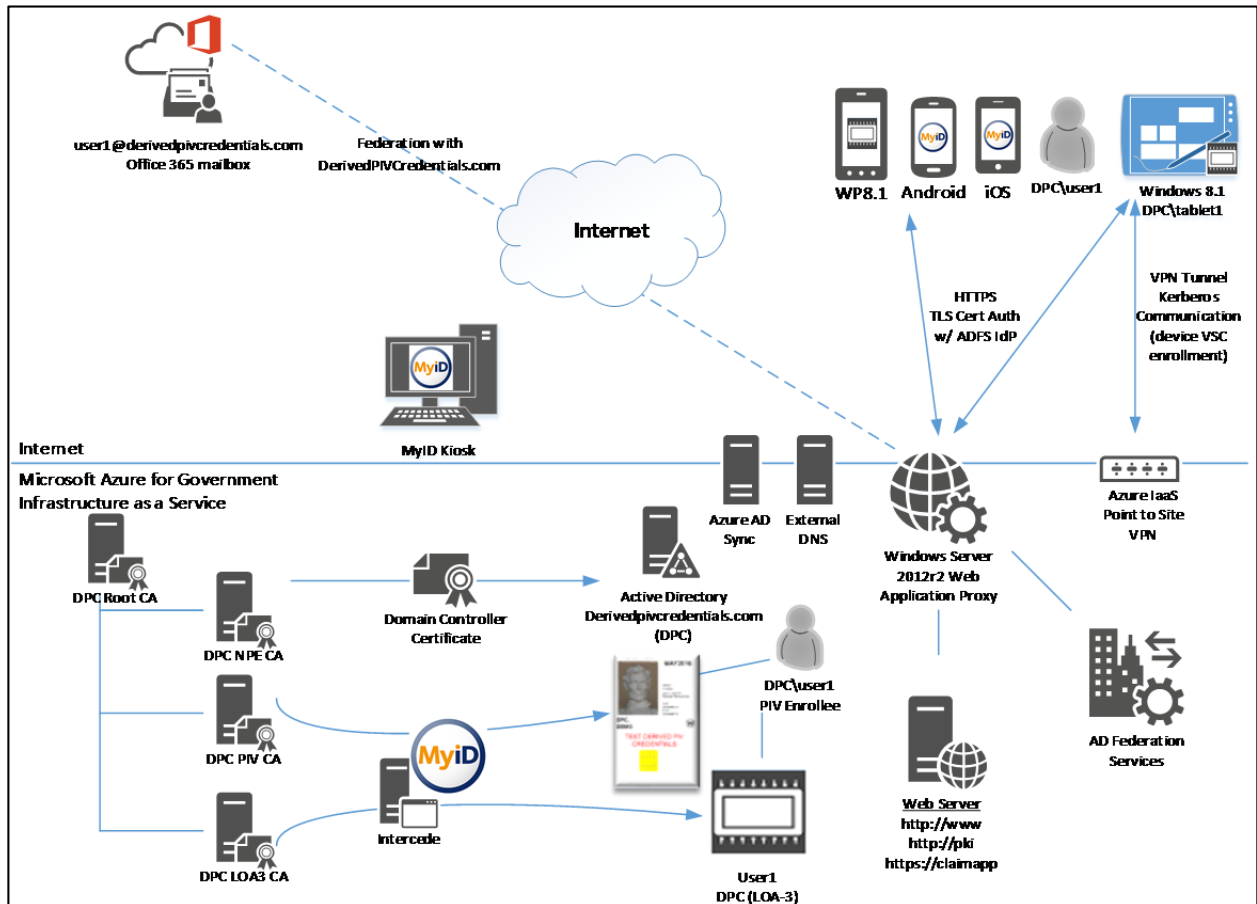 user1@derivedpivcredentials.com
Office 365 mailbox
Federation with
DerivedPIVCredentials.com
Internet
WP8.1
MyiD
Android
MyiD
iOS
DPC\user1
Windows 8.1
DPC\tablet1
HTTPS
TLS Cert Auth
w/ ADFS IdP
VPN Tunnel
Kerberos
Communication
(device VSC
enrollment)
MyiD
MyID Kiosk
Internet
Microsoft Azure for Government
Infrastructure as a Service
Azure AD
Sync
External
DNS
Windows Server
2012r2 Web
Application Proxy
Azure IaaS
Point to Site
VPN
DPC Root CA
DPC NPE CA
Domain Controller
Certificate
Active Directory
Derivedpivcredentials.com
(DPC)
DPC\user1
PIV Enrollee
DPC PIV CA
MyiD
MAY2016
DPC,
DEMO
TEST DERIVED PIV
CREDENTIALS
AD Federation
Services
DPC LOA3 CA
Intercede
User1
DPC (LOA-3)
Web Server
http://www
http://pki
https://claimapp